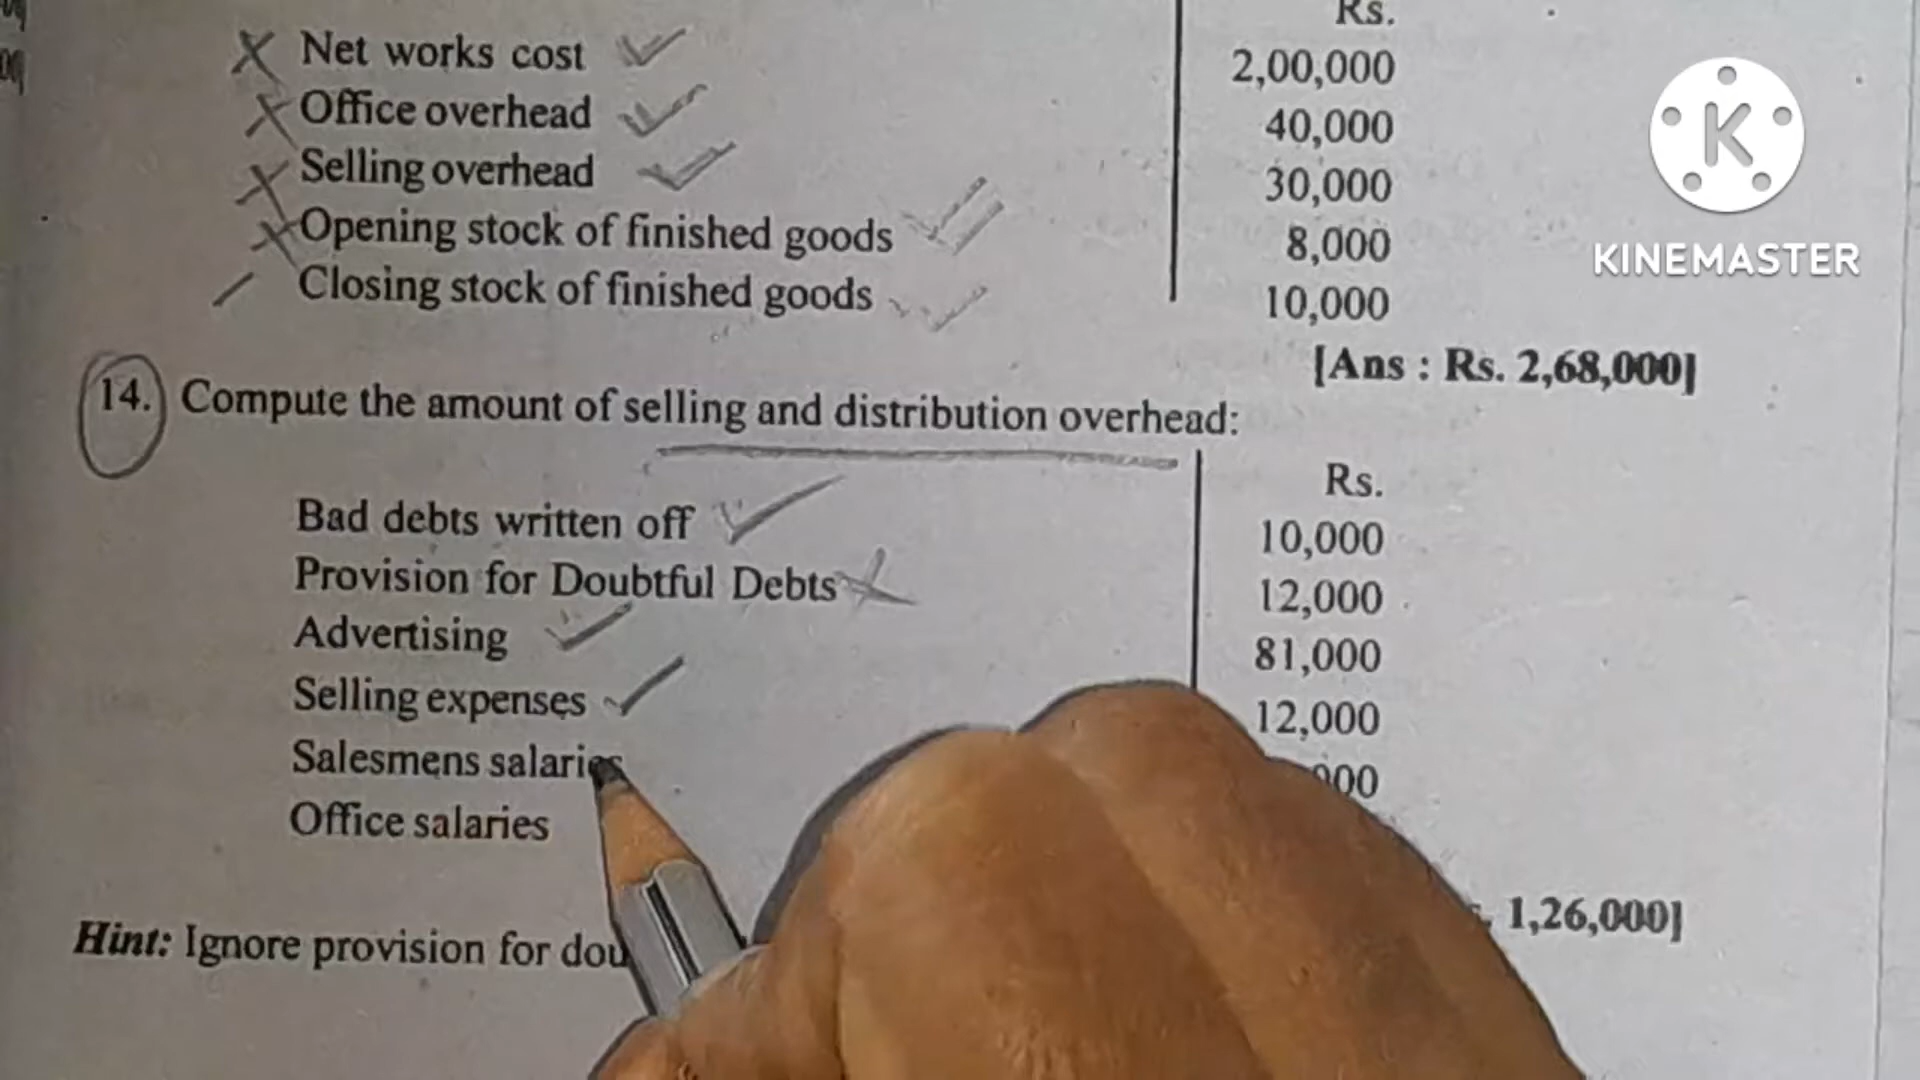 Rs.
Net works cost 2,00,000
Office overhead 40,000
Selling overhead 30,000
Opening stock of finished goods 8,000
Closing stock of finished goods 10,000
[Ans : Rs. 2,68,000]
14. Compute the amount of selling and distribution overhead:
Rs.
Bad debts written off 10,000
Provision for Doubtful Debts 12,000
Advertising 81,000
Selling expenses 12,000
Salesmens salaries 000
Office salaries
1,26,000]
Hint: Ignore provision for dou
K
KINEMASTER